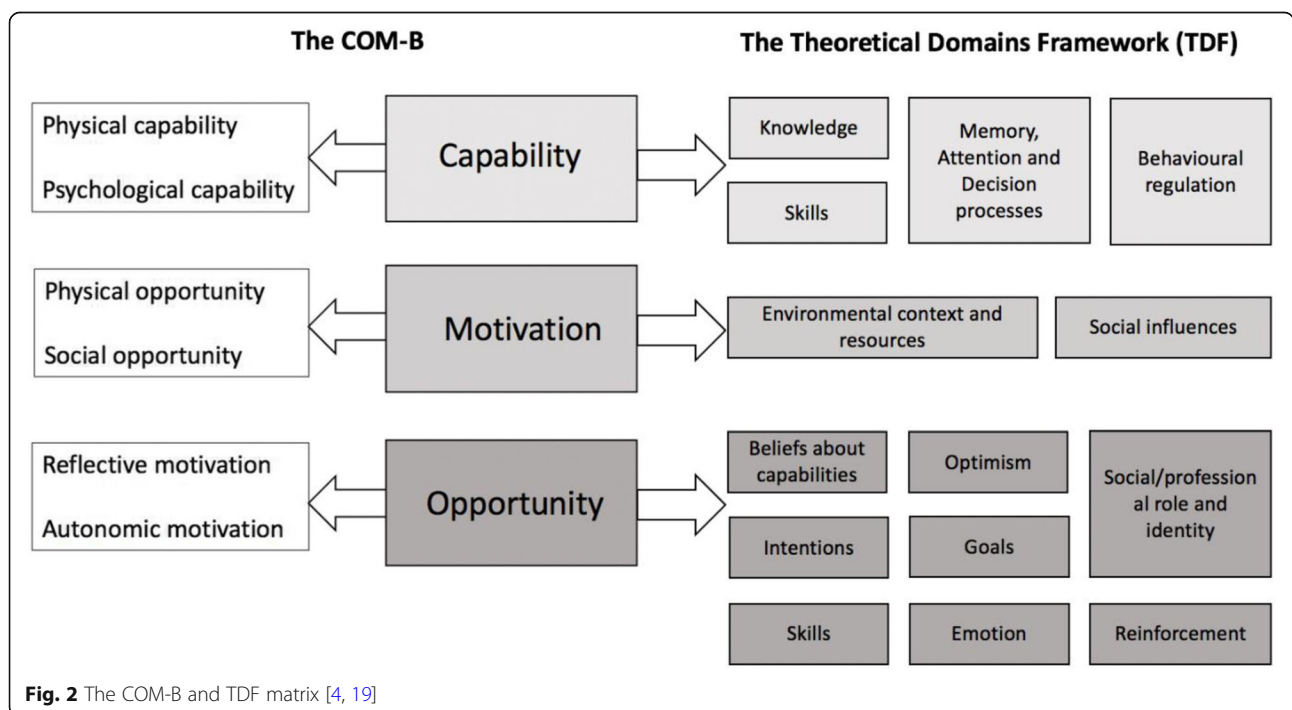 The COM-B
The Theoretical Domains Framework (TDF)
Physical capability
Psychological capability
Capability
Knowledge
Skills
Memory,
Attention and
Decision
processes
Behavioural
regulation
Physical opportunity
Social opportunity
Motivation
Environmental context and
resources
Social influences
Reflective motivation
Autonomic motivation
Opportunity
Beliefs about
capabilities
Optimism
Social/profession
al role and
identity
Intentions
Goals
Skills
Emotion
Reinforcement
Fig. 2 The COM-B and TDF matrix [4, 19]